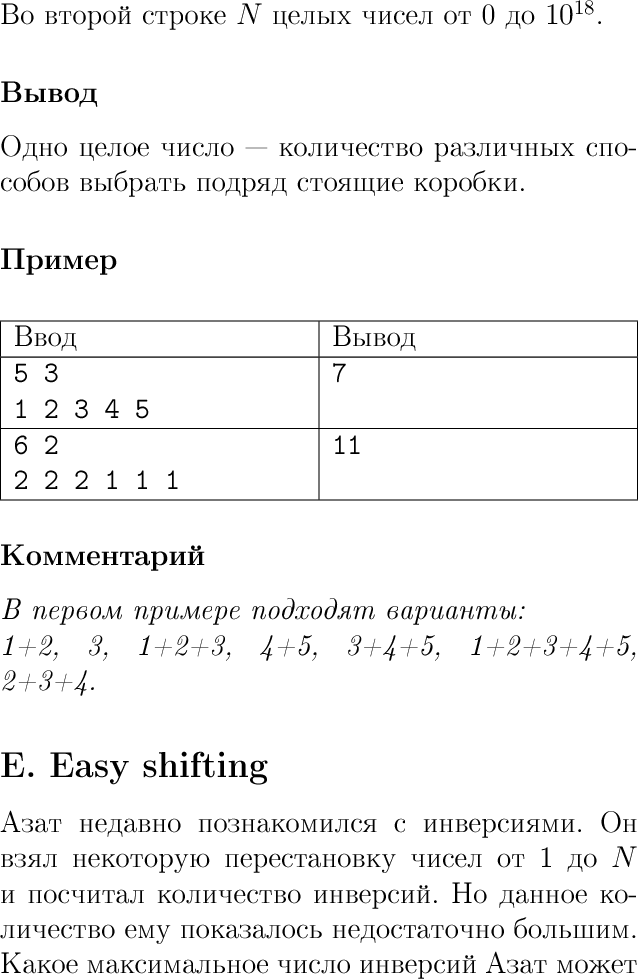 Во второй строке N целых чисел от 0 до 10^18.
Вывод
Одно целое число — количество различных спо-
собов выбрать подряд стоящие коробки.
Пример
Ввод Вывод
5 3 7
1 2 3 4 5
6 2 11
2 2 2 1 1 1
Комментарий
В первом примере подходят варианты:
1+2, 3, 1+2+3, 4+5, 3+4+5, 1+2+3+4+5,
2+3+4.
E. Easy shifting
Азат недавно познакомился с инверсиями. Он
взял некоторую перестановку чисел от 1 до N
и посчитал количество инверсий. Но данное ко-
личество ему показалось недостаточно большим.
Какое максимальное число инверсий Азат может